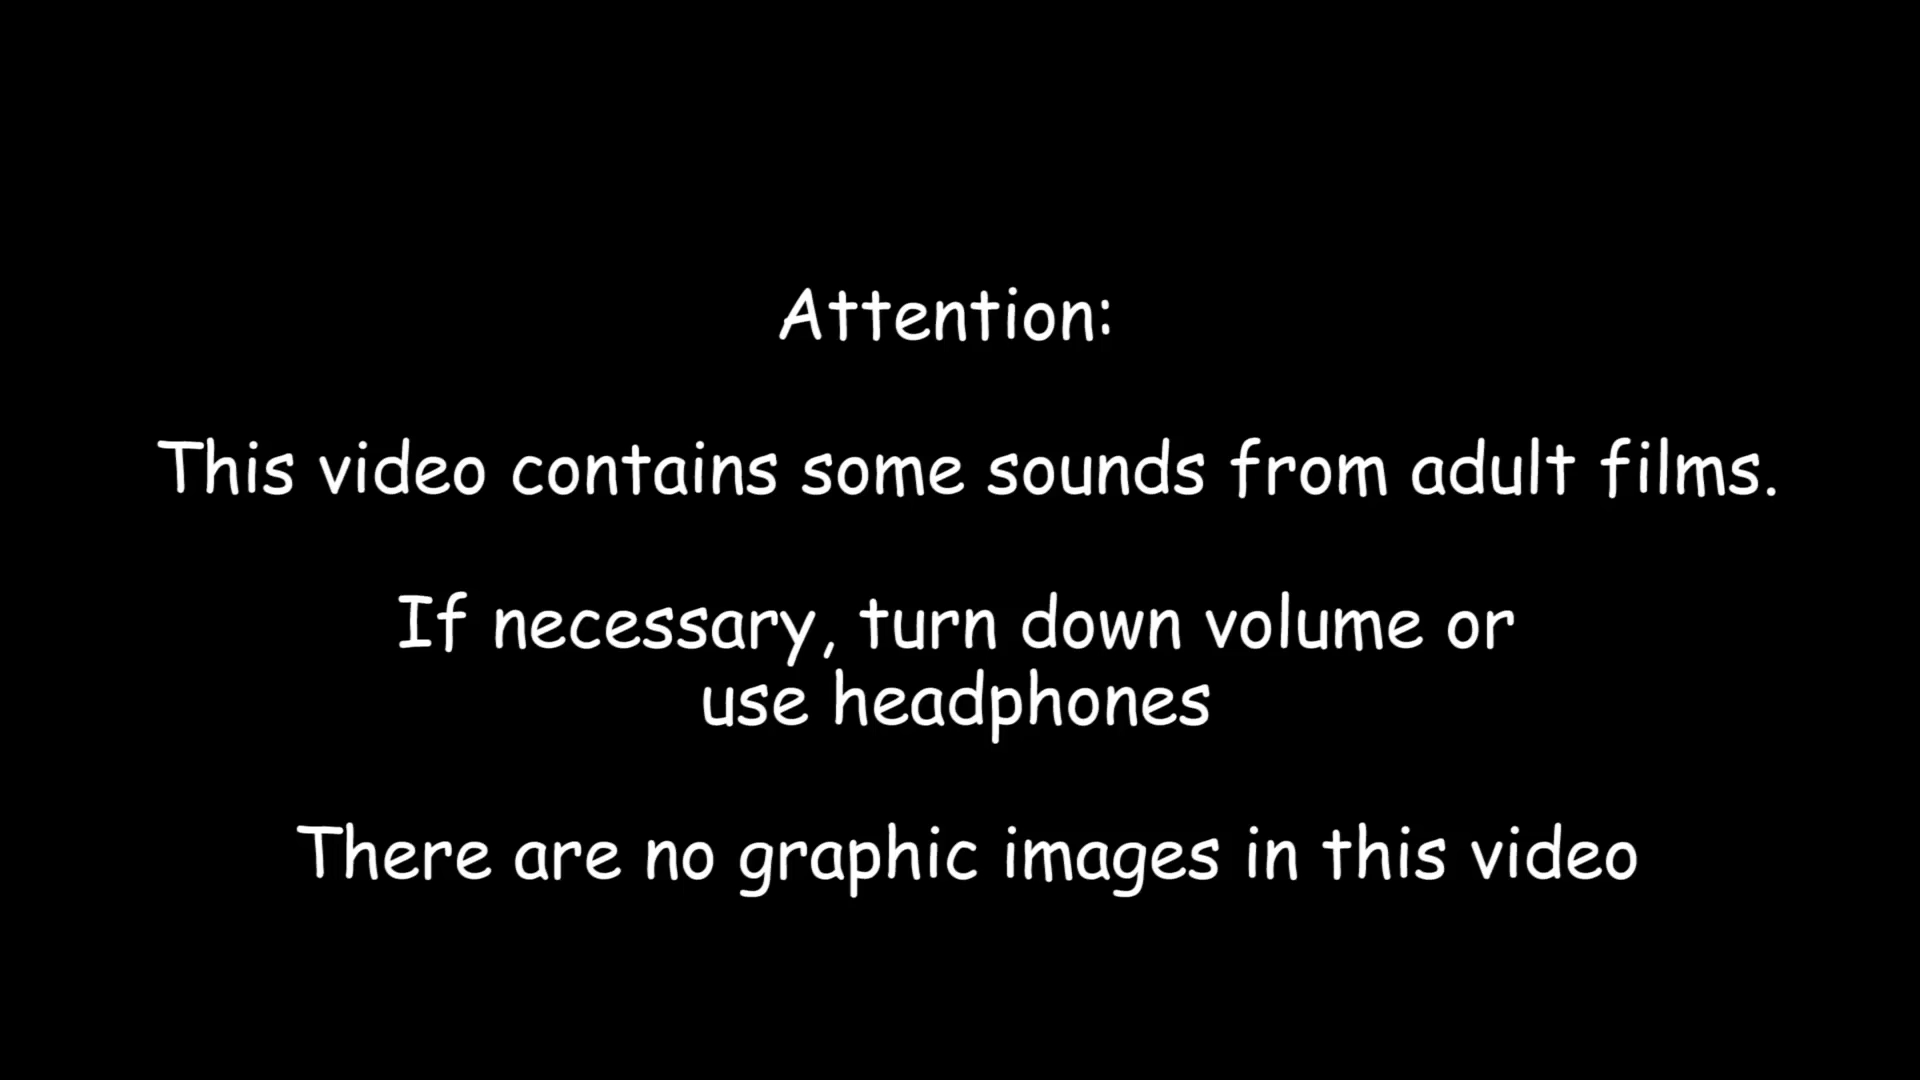 Attention:
This video contains some sounds from adult films.
If necessary, turn down volume or
use headphones
There are no graphic images in this video